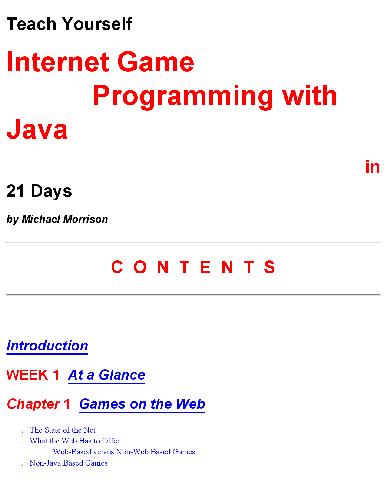 Teach Yourself
Internet Game
Programming with
Java
in
21 Days
by Michael Morrison
C O N T E N T S
Introduction
WEEK 1 At a Glance
Chapter 1 Games on the Web
The State of the Net
What the Web Has to Offer
Web-Based versus Non-Web Based Games
Non-Java Based Games